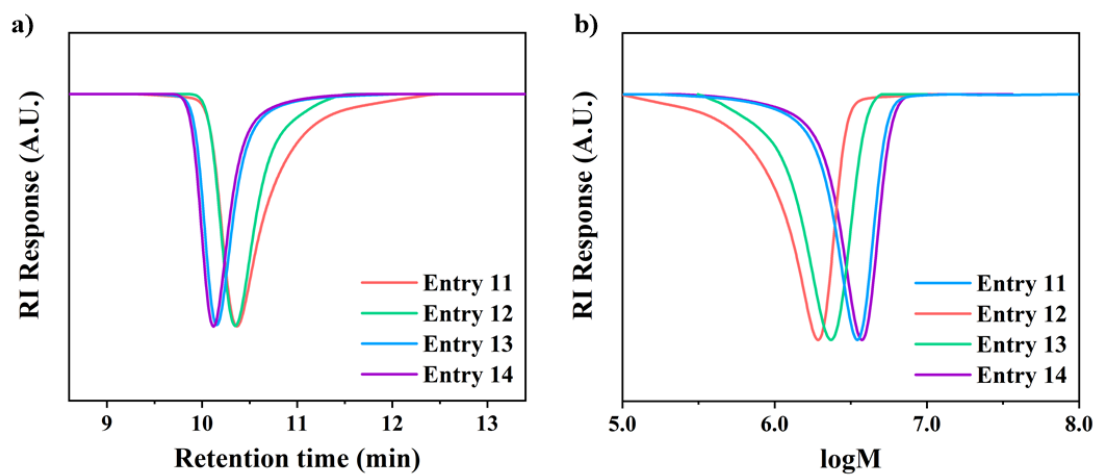 a)
RI Response (A.U.)
Entry 11
Entry 12
Entry 13
Entry 14
9 10 11 12 13
Retention time (min)
b)
RI Response (A.U.)
Entry 11
Entry 12
Entry 13
Entry 14
5.0 6.0 7.0 8.0
logM